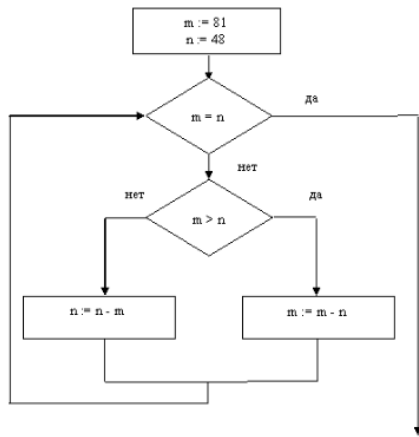 m := 81
n := 48
да
m = n
нет
нет
да
m > n
n := n - m
m := m - n